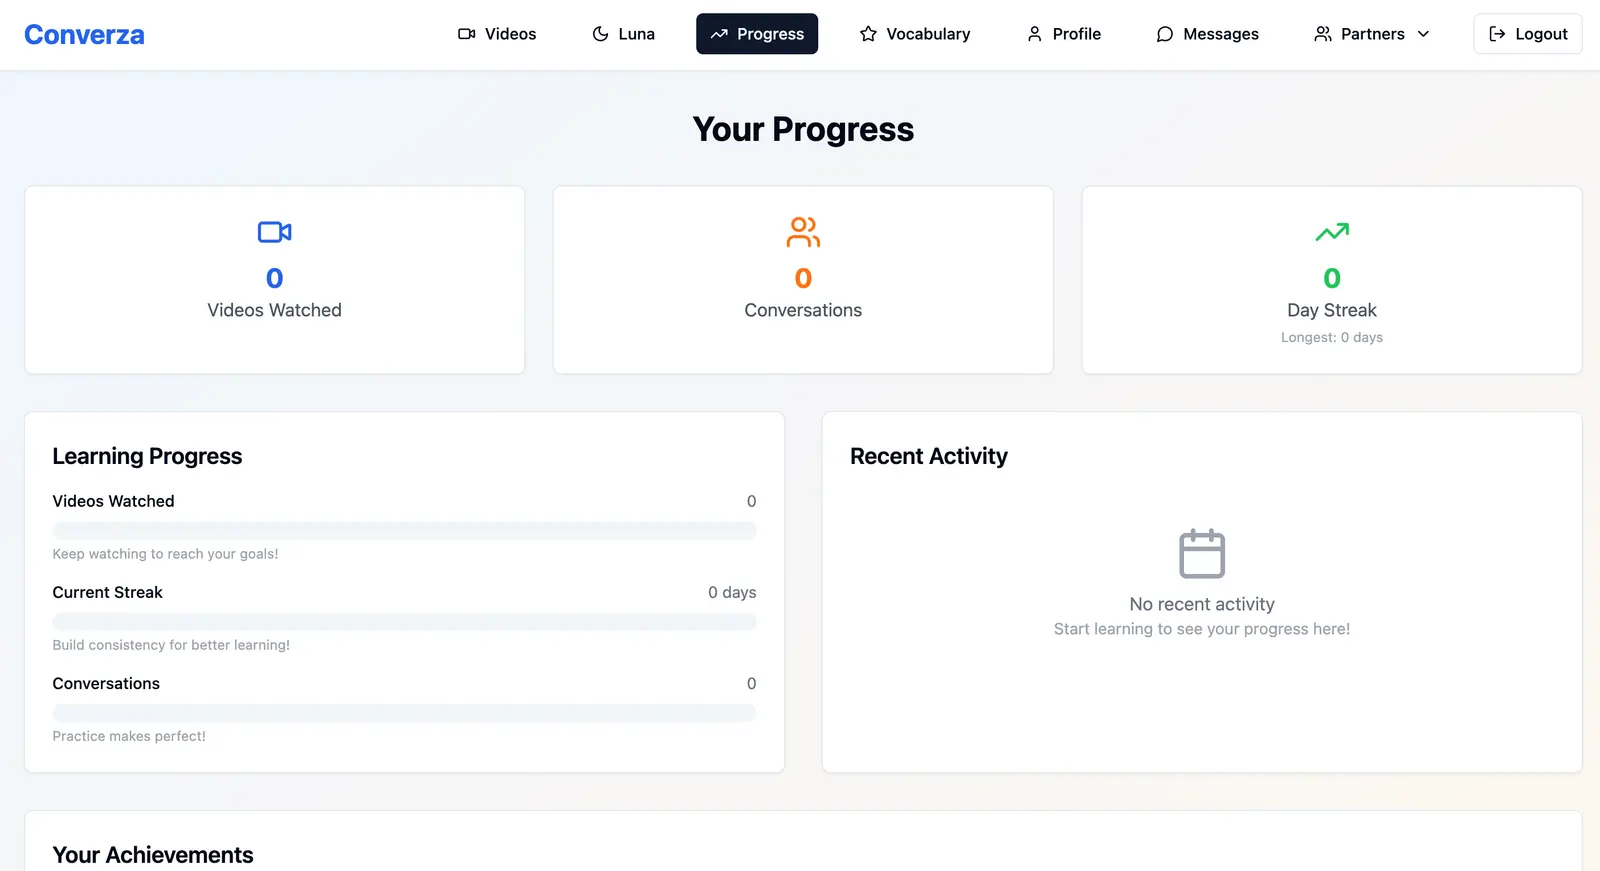 Converza
Videos
Luna
Progress
Vocabulary
Profile
Messages
Partners
Logout
Your Progress
0
Videos Watched
0
Conversations
0
Day Streak
Longest: 0 days
Learning Progress
Videos Watched 0
Keep watching to reach your goals!
Current Streak 0 days
Build consistency for better learning!
Conversations 0
Practice makes perfect!
Recent Activity
No recent activity
Start learning to see your progress here!
Your Achievements